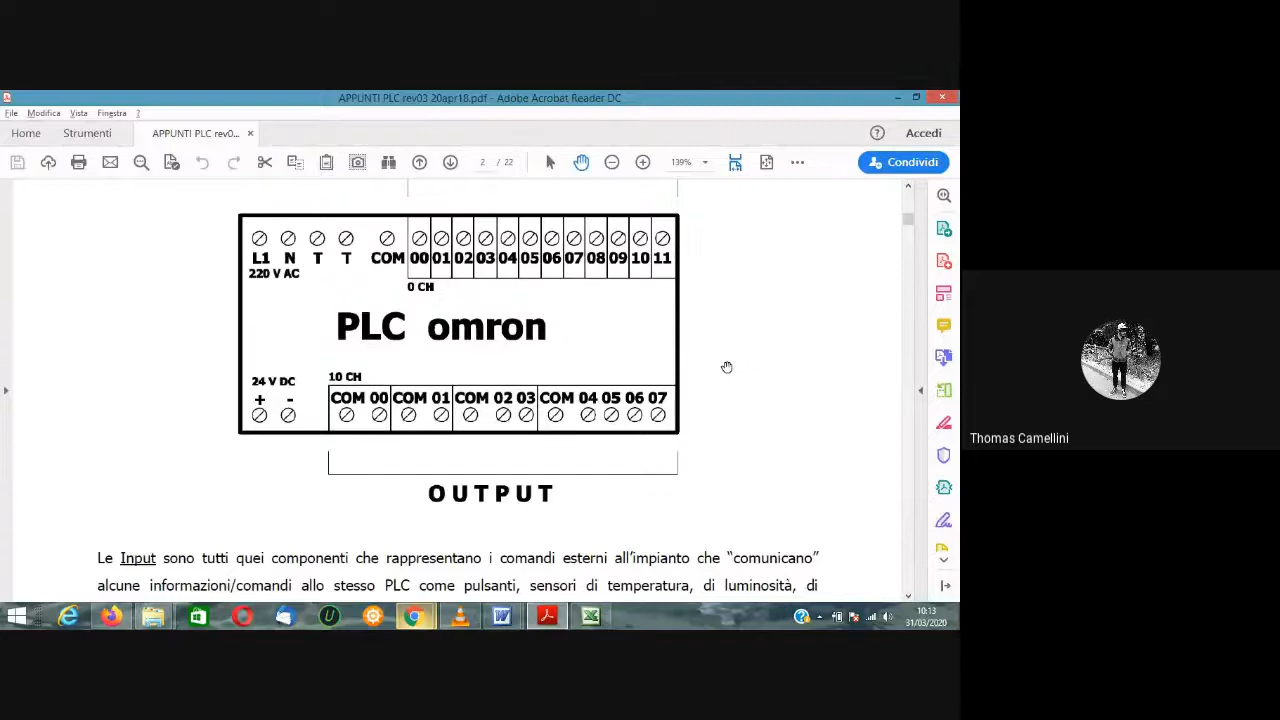 APPUNTI PLC rev03 20apr18.pdf - Adobe Acrobat Reader DC
File Modifica Vista Finestra ?
Home Strumenti APPUNTI PLC rev0... × Accedi
2 / 22 139% Condividi
L1 N T T COM 00 01 02 03 04 05 06 07 08 09 10 11
220 V AC
0 CH
PLC omron
24 V DC 10 CH
+ - COM 00 COM 01 COM 02 03 COM 04 05 06 07
OUTPUT
Le Input sono tutti quei componenti che rappresentano i comandi esterni all'impianto che “comunicano”
alcune informazioni/comandi allo stesso PLC come pulsanti, sensori di temperatura, di luminosità, di
10:13
31/03/2020
Thomas Camellini